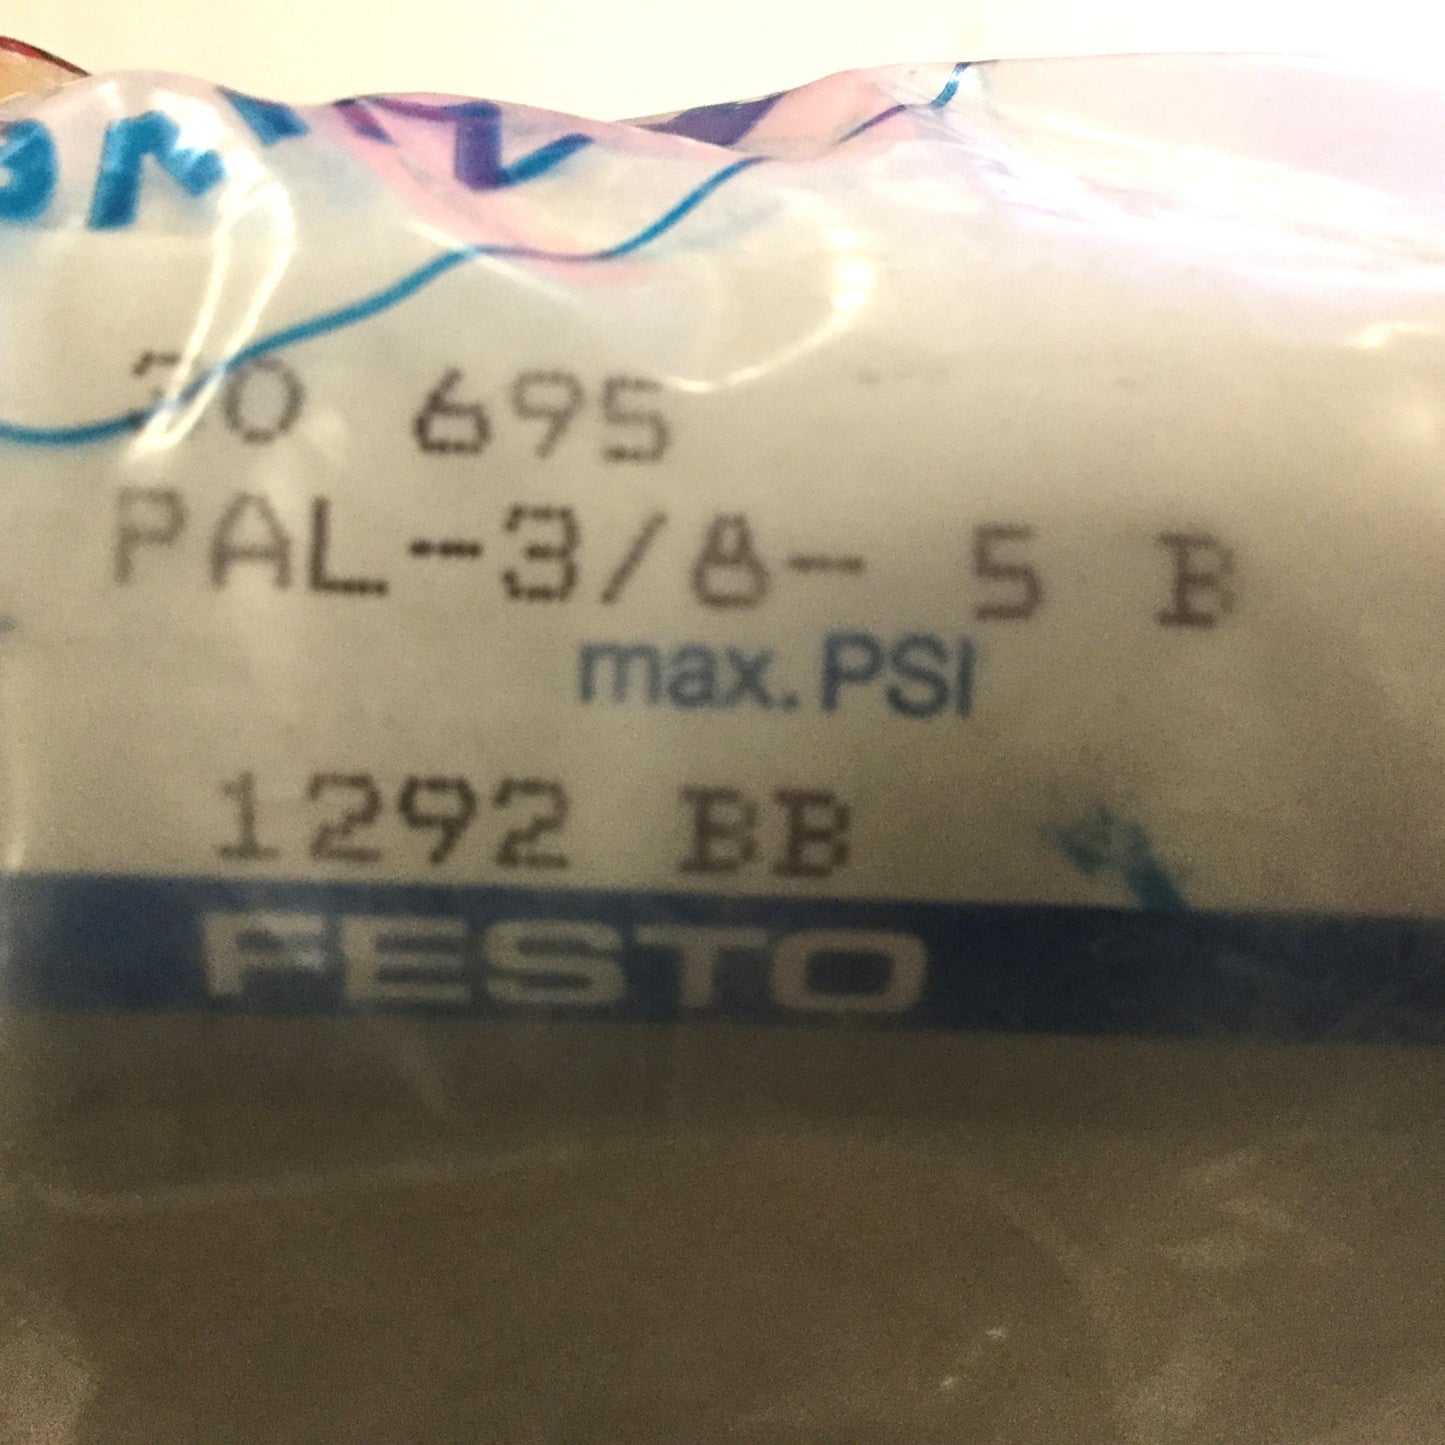 695
PAL-3/8- 5 B
max. PSI
1292 BB
FESTO